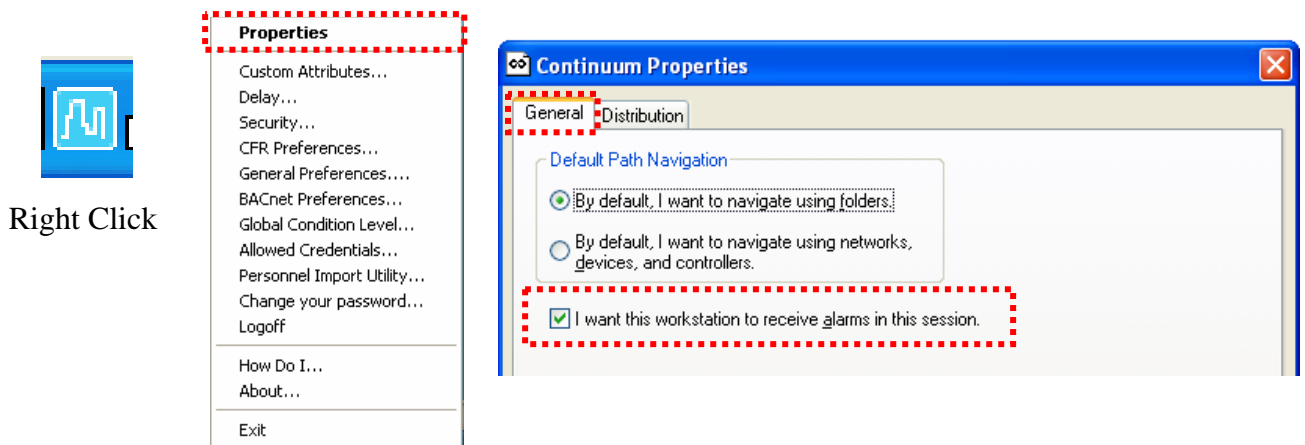 Right Click
Properties
Custom Attributes...
Delay...
Security...
CFR Preferences...
General Preferences....
BACnet Preferences...
Global Condition Level...
Allowed Credentials...
Personnel Import Utility...
Change your password...
Logoff
How Do I...
About...
Exit
Continuum Properties
General Distribution
Default Path Navigation
By default, I want to navigate using folders.
By default, I want to navigate using networks,
devices, and controllers.
I want this workstation to receive alarms in this session.